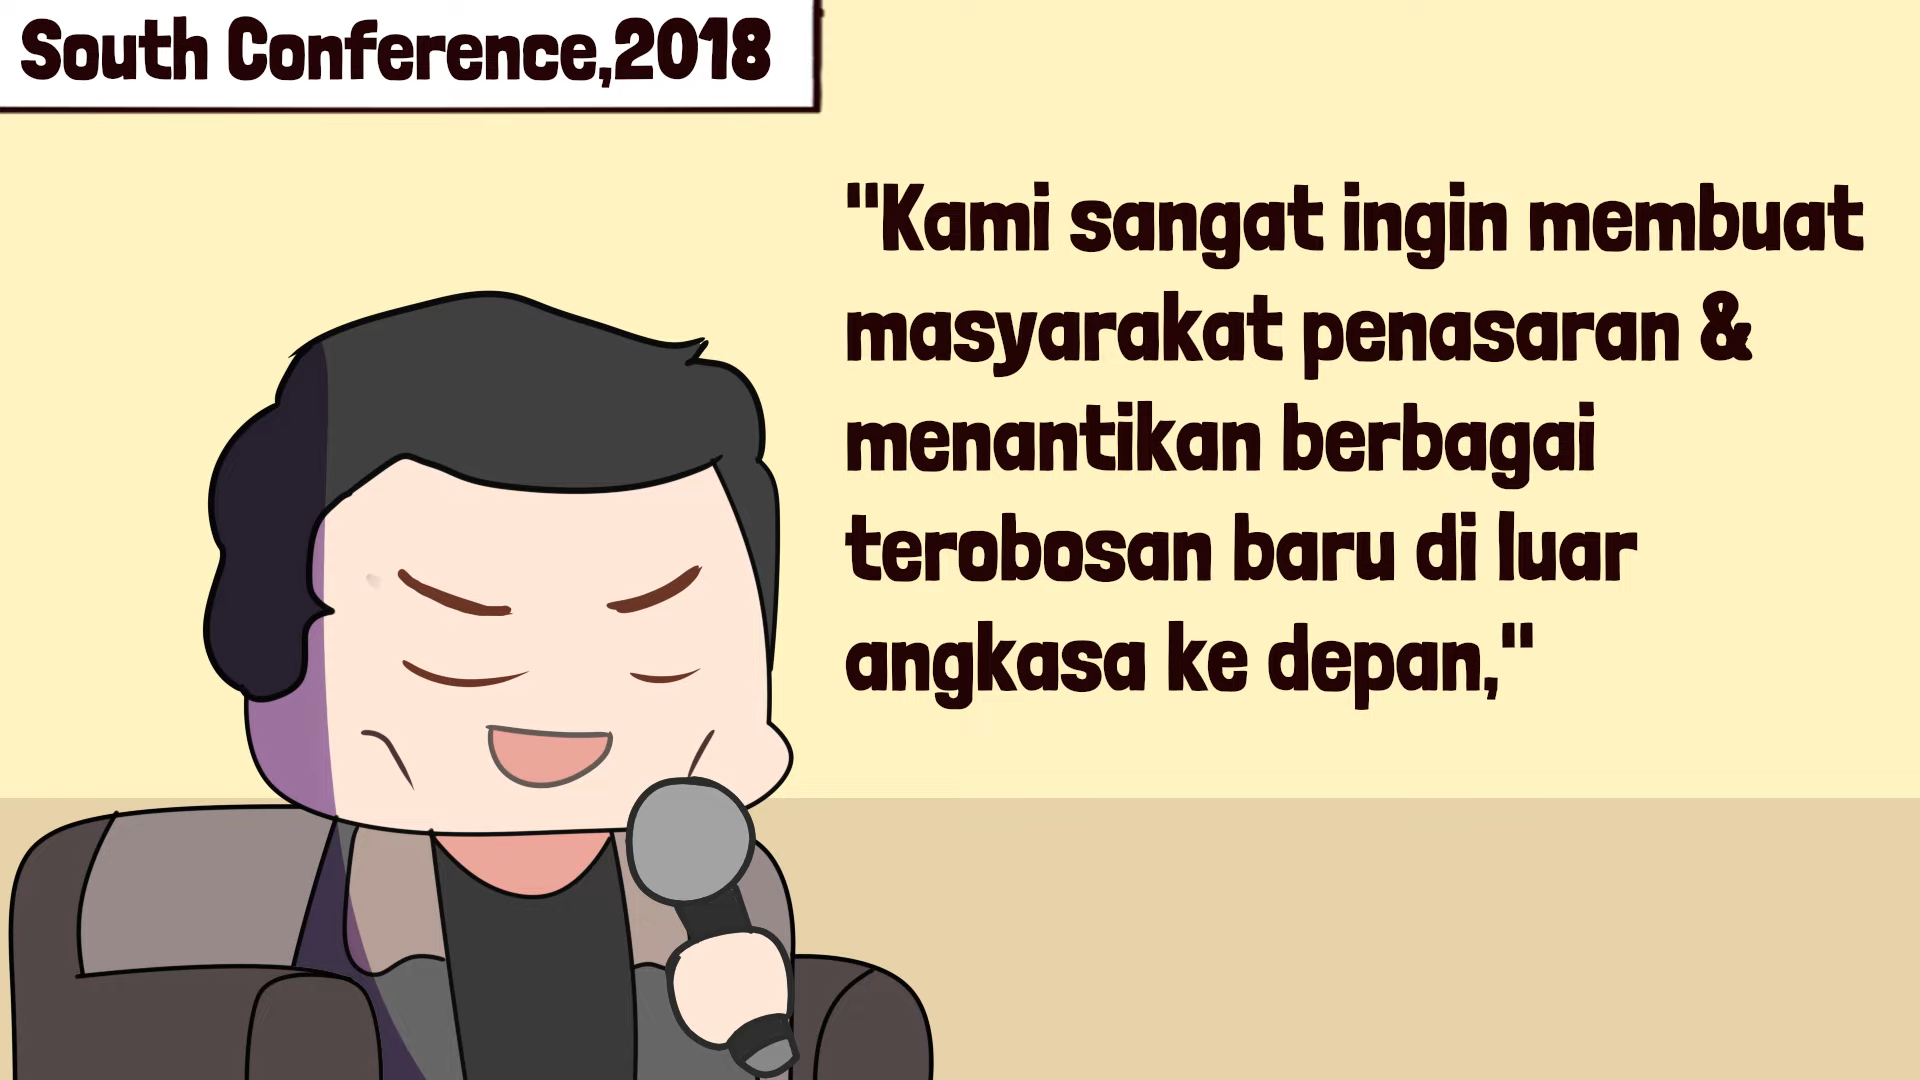 South Conference,2018
"Kami sangat ingin membuat
masyarakat penasaran &
menantikan berbagai
terobosan baru di luar
angkasa ke depan,"